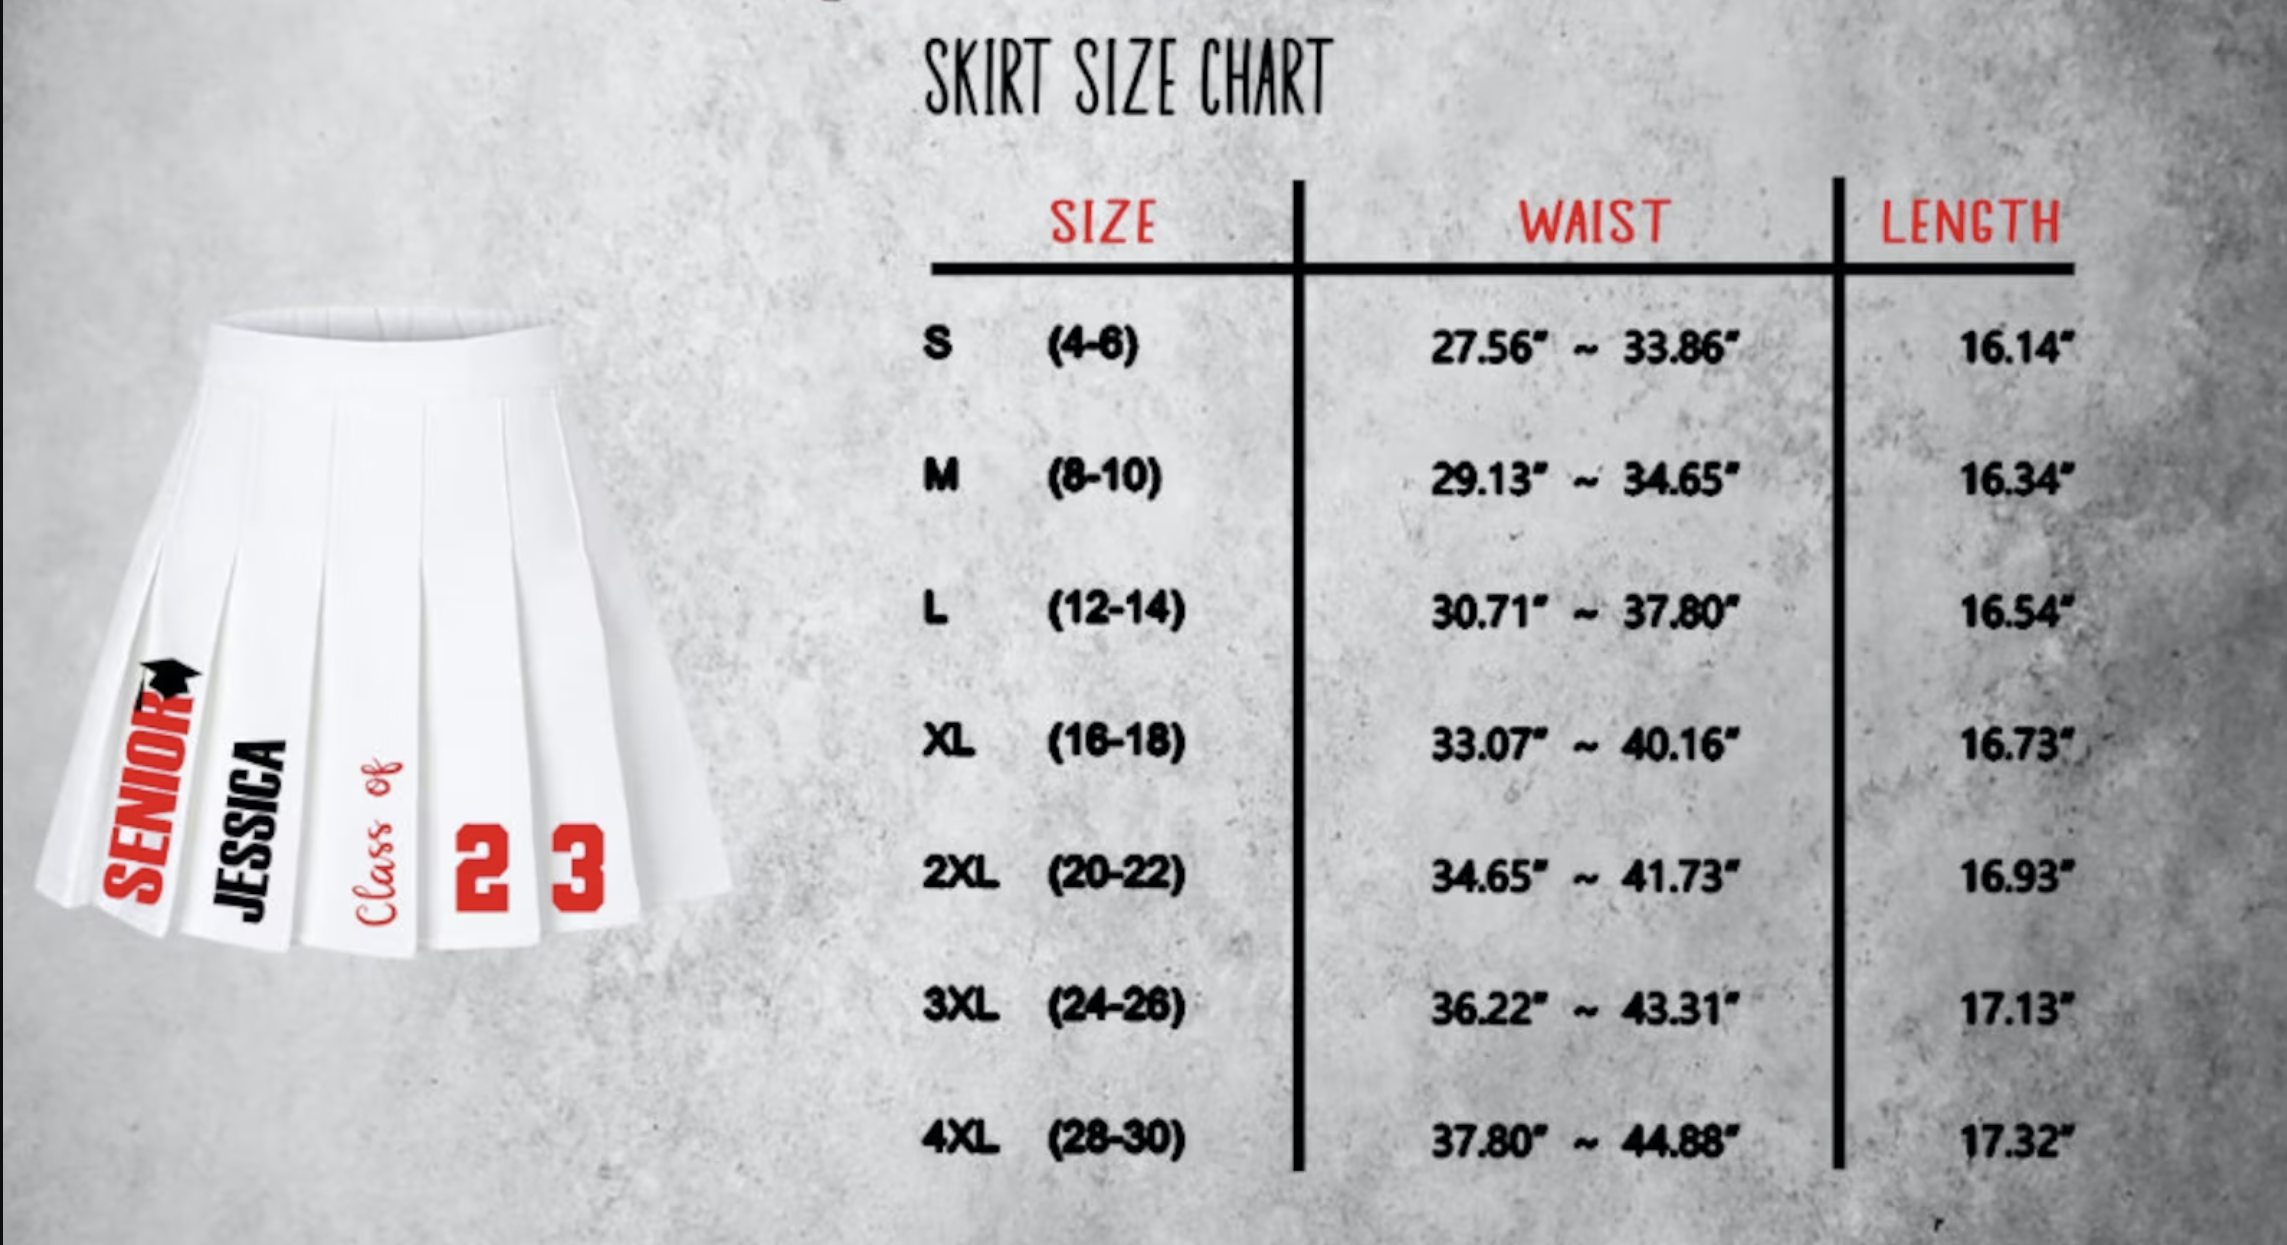 SKIRT SIZE CHART
SIZE WAIST LENGTH
S (4-6) 27.56" ~ 33.86" 16.14"
M (8-10) 29.13" ~ 34.65" 16.34"
L (12-14) 30.71" ~ 37.80" 16.54"
XL (16-18) 33.07" ~ 40.16" 16.73"
2XL (20-22) 34.65" ~ 41.73" 16.93"
3XL (24-26) 36.22" ~ 43.31" 17.13"
4XL (28-30) 37.80" ~ 44.88" 17.32"
SENIOR
JESSICA
Class of
23